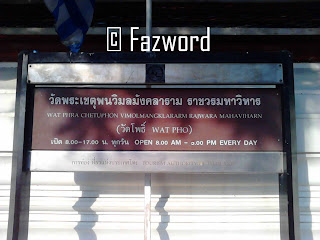 © Fazword
วัดพระเชตุพนวิมลมังคลาราม ราชวรมหาวิหาร
WAT PHRA CHETUPHON VIMOLMANGKLARARM RAJWARA MAHAVIHARN
(วัดโพธิ์ WAT PHO)
เปิด 8.00-17.00 น. ทุกวัน OPEN 8.00 AM - 5.00 PM EVERY DAY